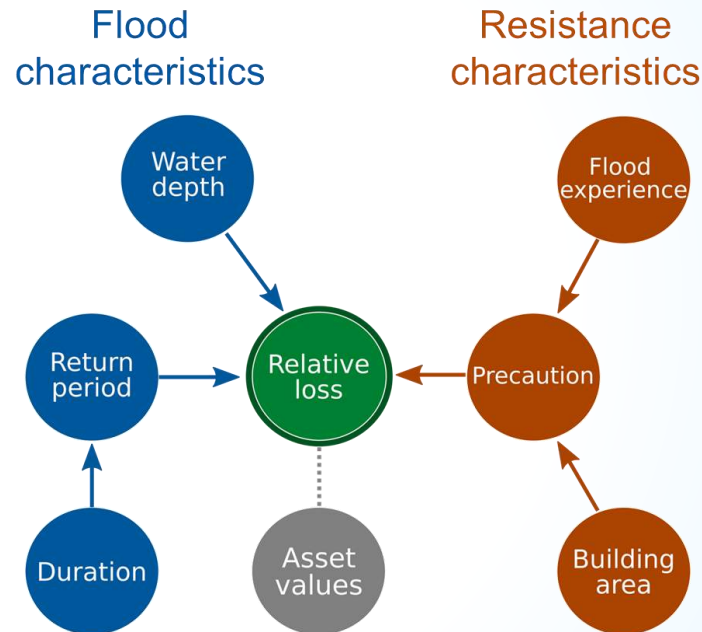 Flood
characteristics
Resistance
characteristics
Water
depth
Flood
experience
Return
period
Relative
loss
Precaution
Duration
Asset
values
Building
area